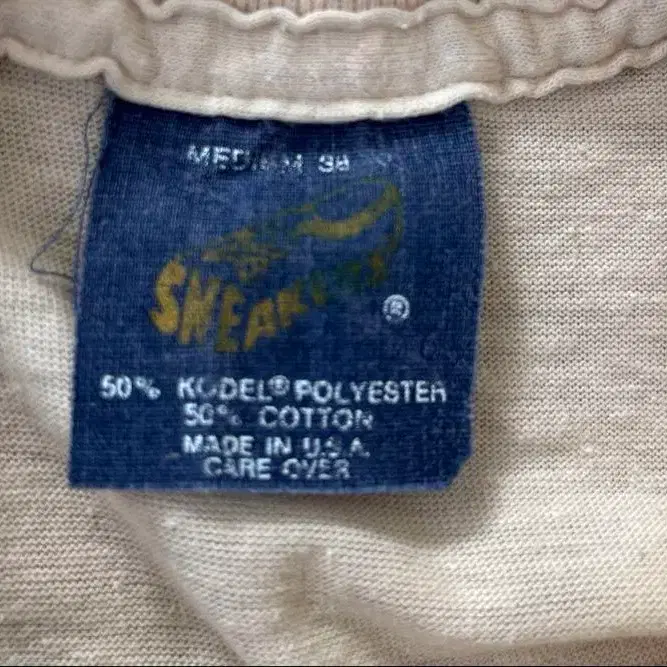 MEDIUM 38
SNEAKERS ®
50% KODEL® POLYESTER
50% COTTON
MADE IN U.S.A.
CARE OVER